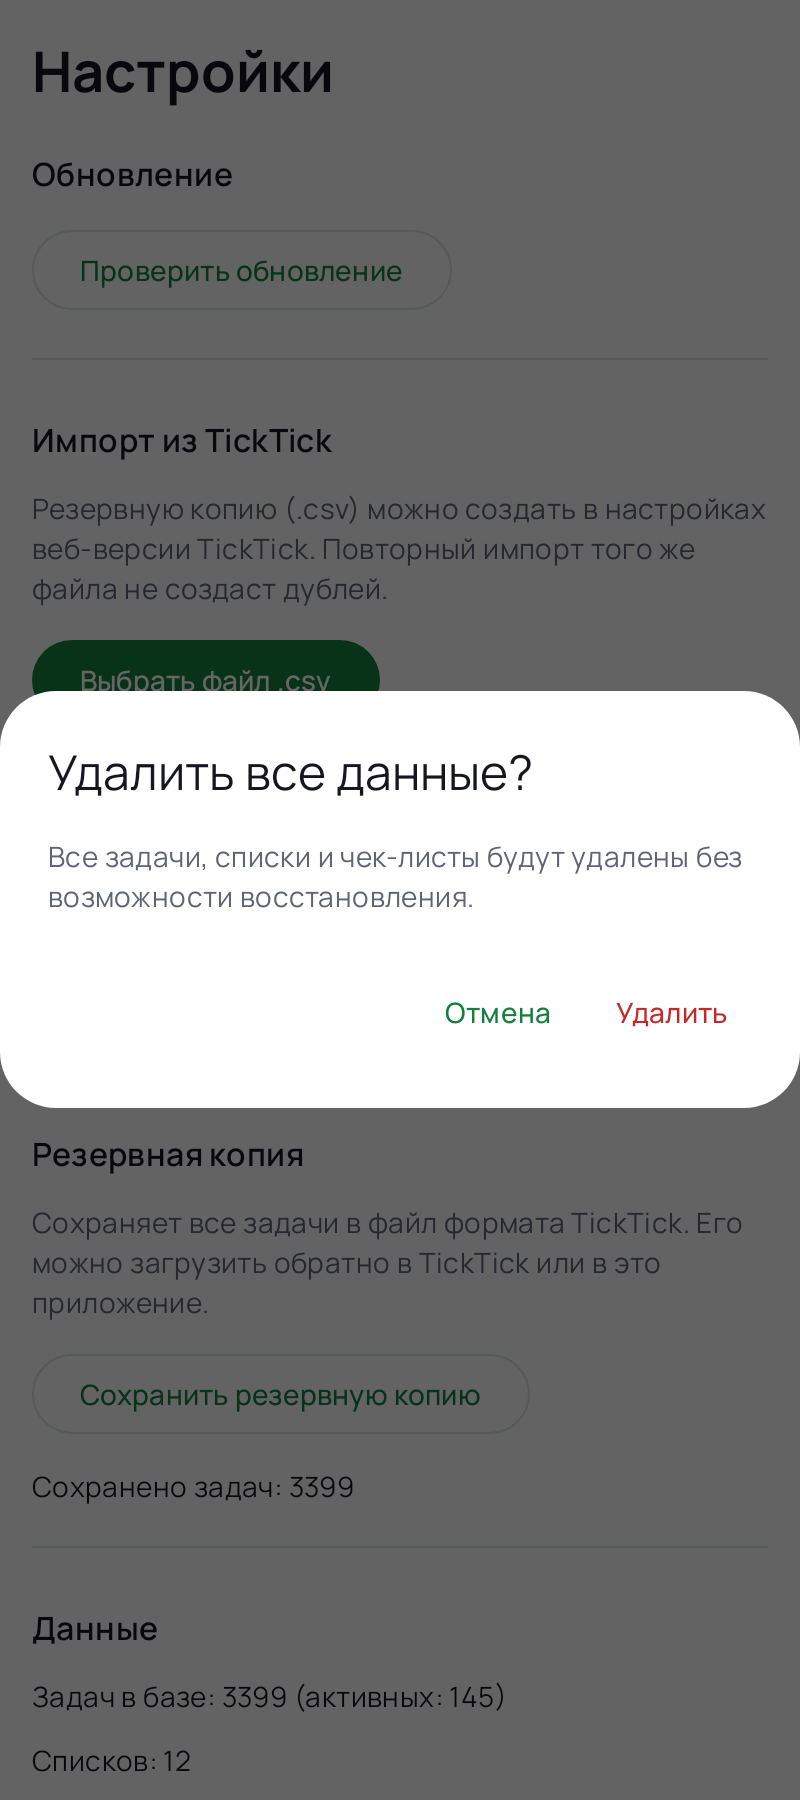 Настройки
Обновление
Проверить обновление
Импорт из TickTick
Резервную копию (.csv) можно создать в настройках
веб-версии TickTick. Повторный импорт того же
файла не создаст дублей.
Выбрать файл .csv
Удалить все данные?
Все задачи, списки и чек-листы будут удалены без
возможности восстановления.
Отмена
Удалить
Резервная копия
Сохраняет все задачи в файл формата TickTick. Его
можно загрузить обратно в TickTick или в это
приложение.
Сохранить резервную копию
Сохранено задач: 3399
Данные
Задач в базе: 3399 (активных: 145)
Списков: 12